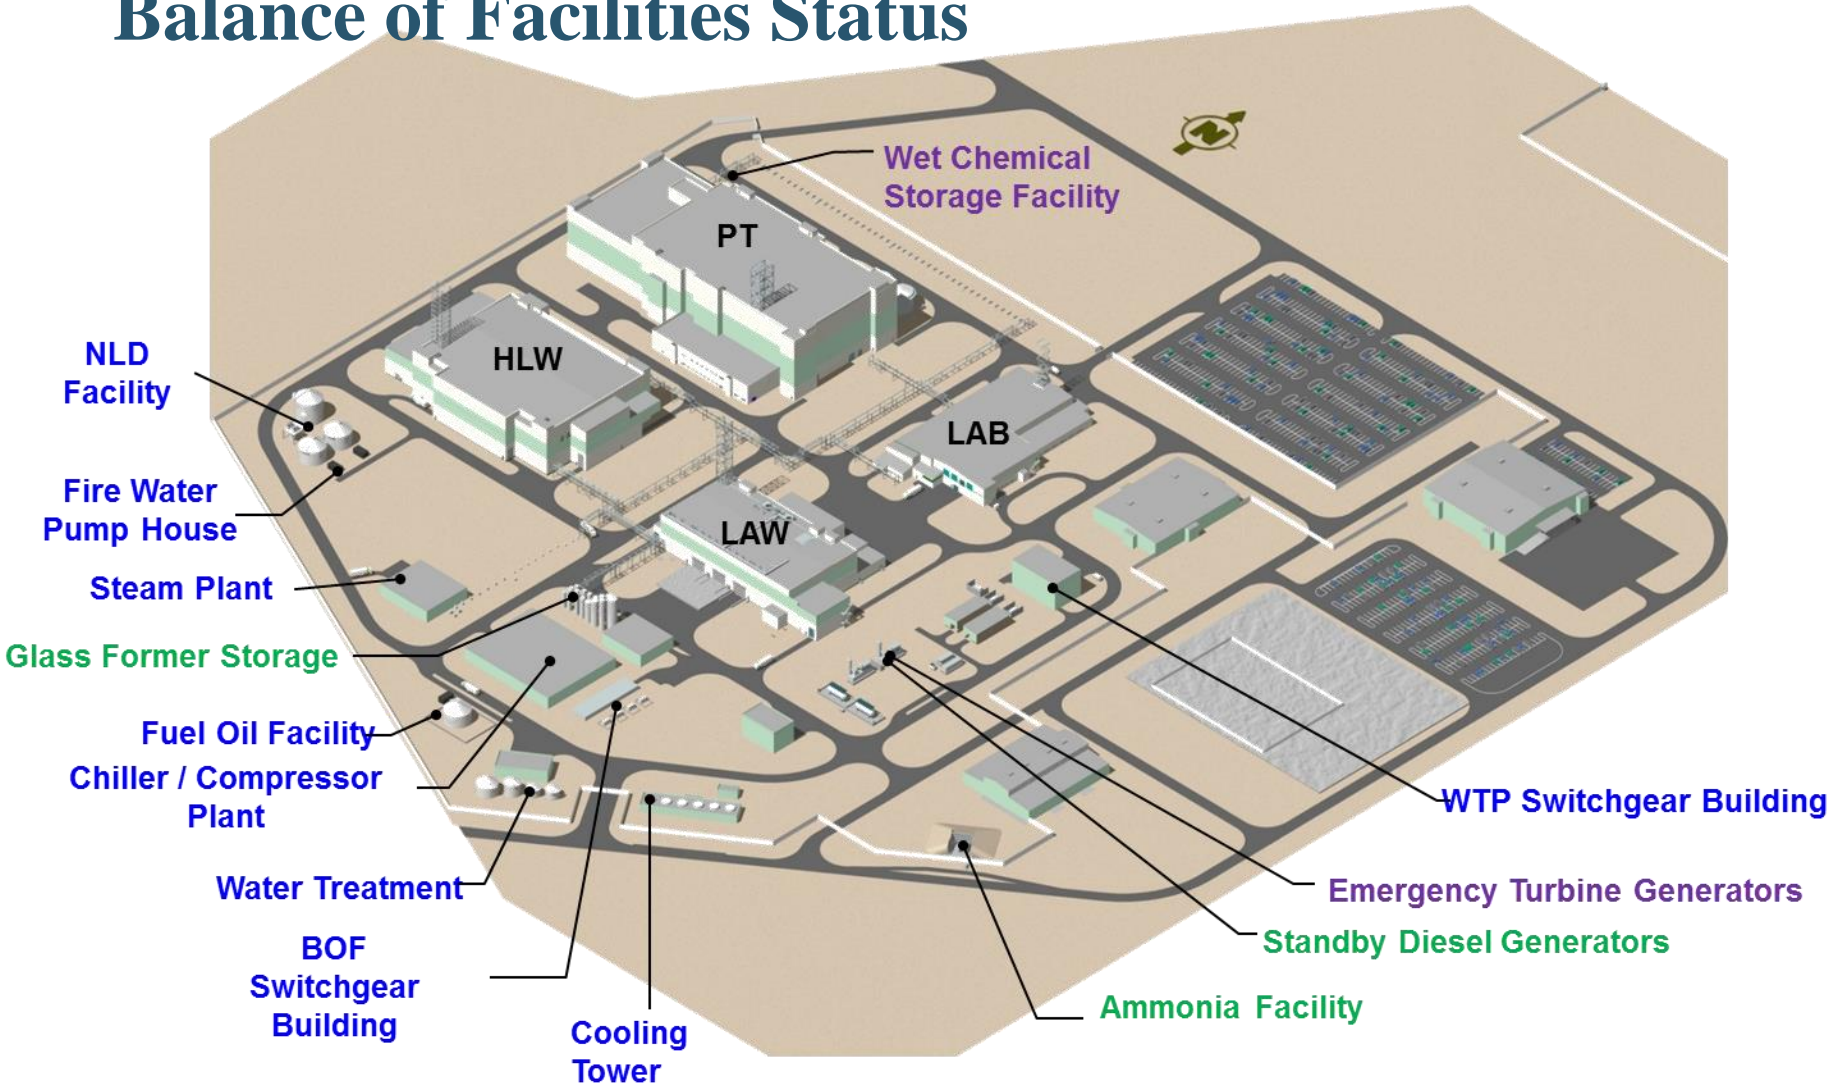 Balance of Facilities Status
N
Wet Chemical
Storage Facility
PT
HLW
NLD
Facility
LAB
Fire Water
Pump House
LAW
Steam Plant
Glass Former Storage
Fuel Oil Facility
Chiller / Compressor
Plant
WTP Switchgear Building
Water Treatment
Emergency Turbine Generators
BOF
Switchgear
Building
Standby Diesel Generators
Ammonia Facility
Cooling
Tower